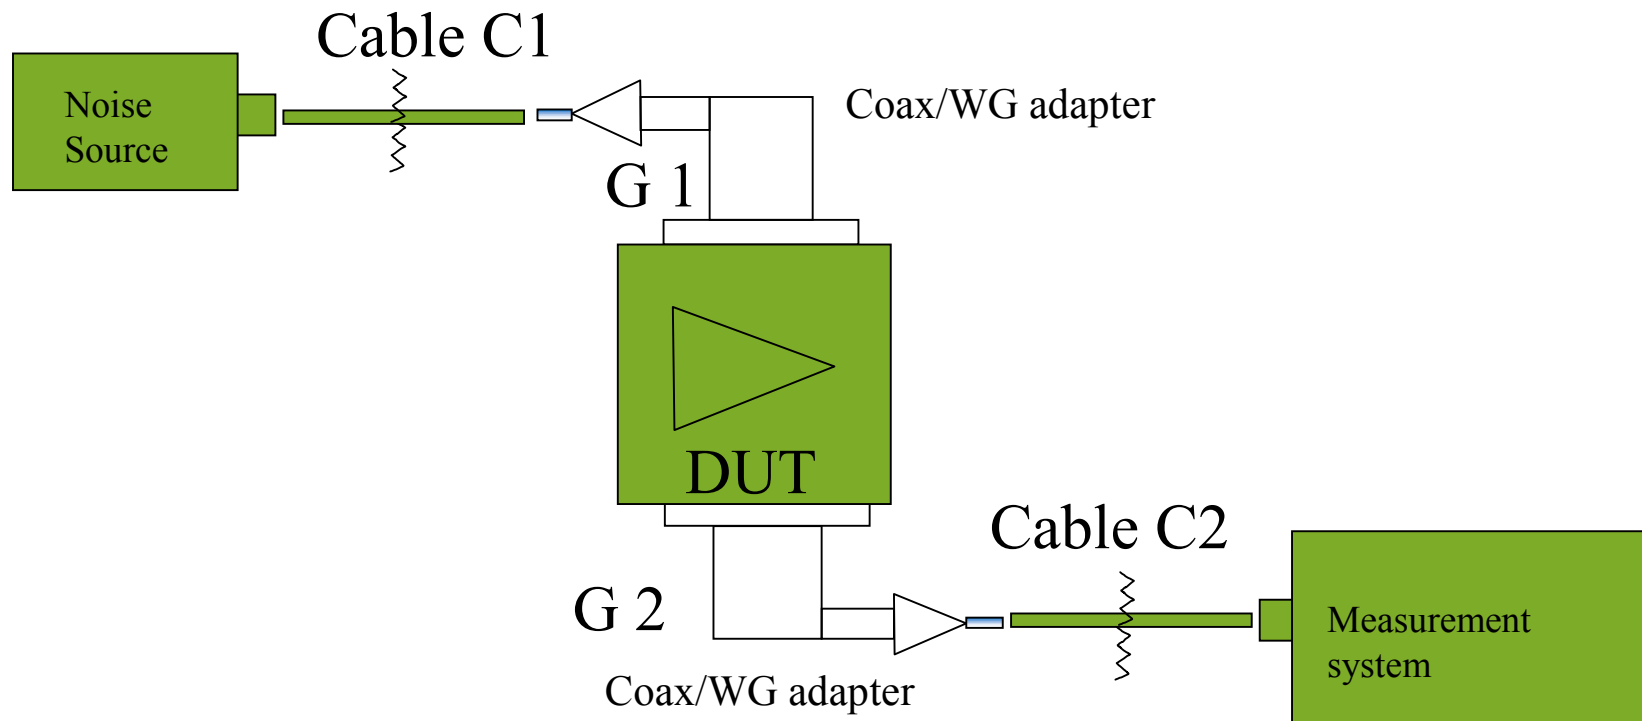 Cable C1
Noise
Source
Coax/WG adapter
G 1
DUT
Cable C2
G 2
Measurement
system
Coax/WG adapter